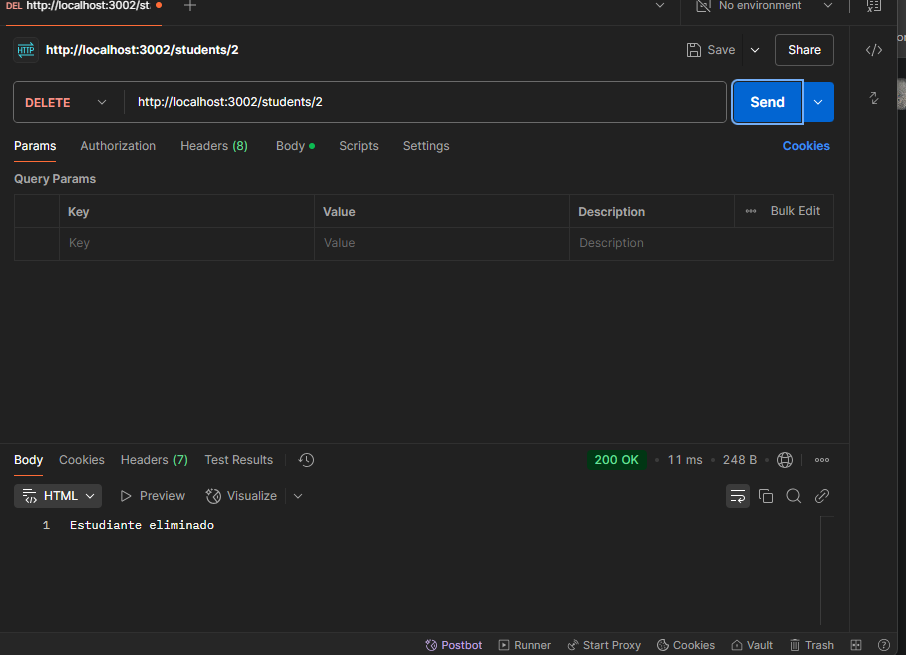 DEL http://localhost:3002/st
No environment
HTTP http://localhost:3002/students/2
Save
Share
DELETE http://localhost:3002/students/2
Send
Params Authorization Headers (8) Body Scripts Settings Cookies
Query Params
Key Value Description Bulk Edit
Key Value Description
Body Cookies Headers (7) Test Results 200 OK 11 ms 248 B
HTML Preview Visualize
1 Estudiante eliminado
Postbot Runner Start Proxy Cookies Vault Trash